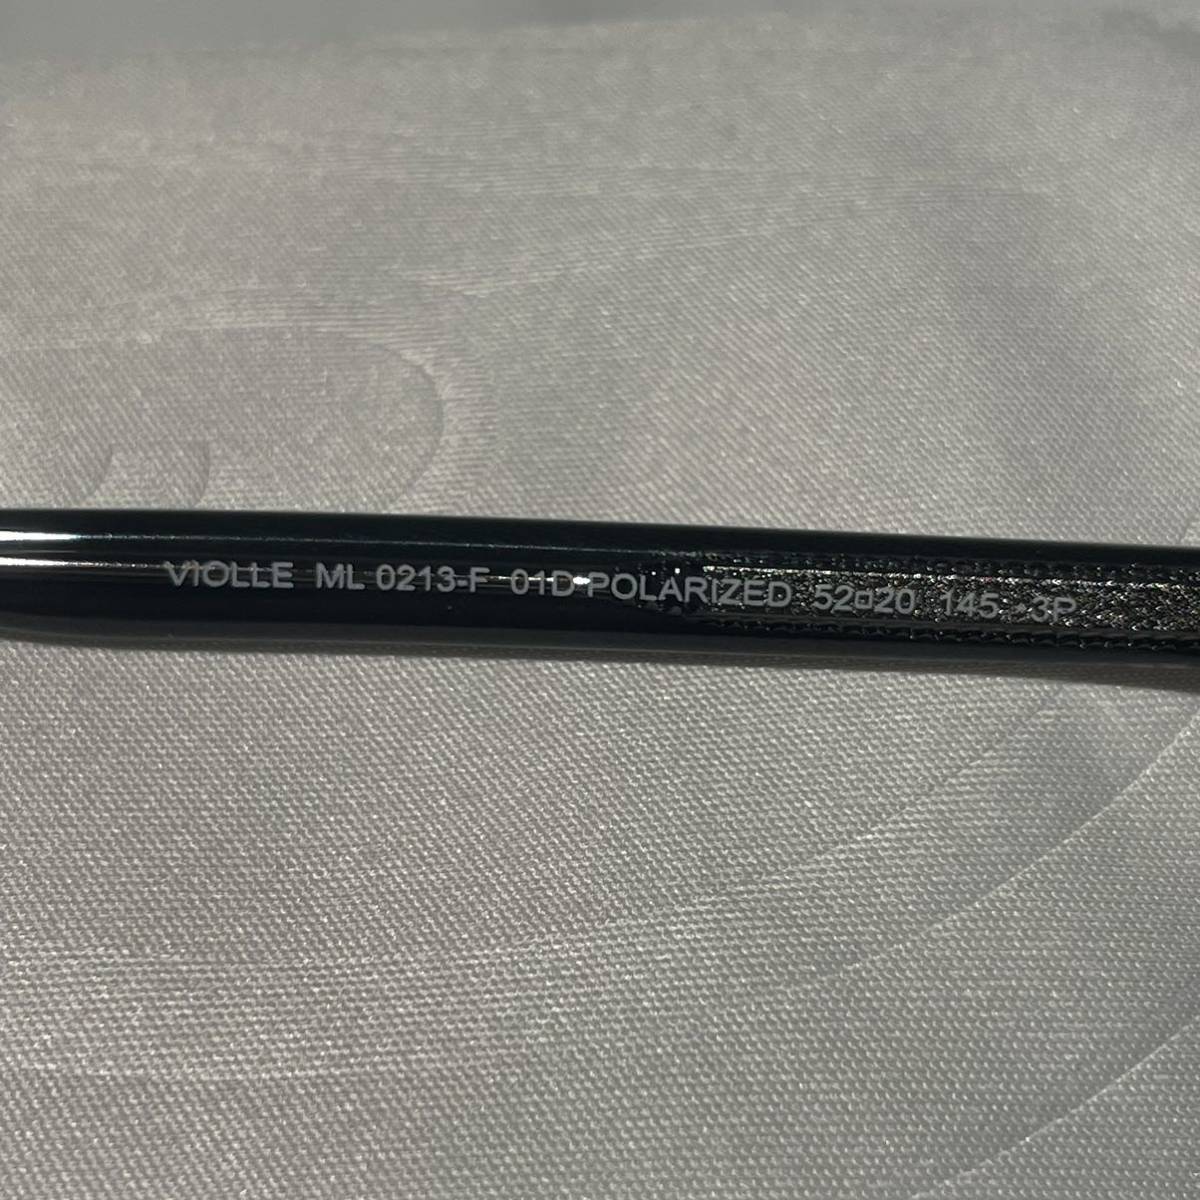 VIOLLE ML 0213-F 01D POLARIZED 52□20 145 - 3P